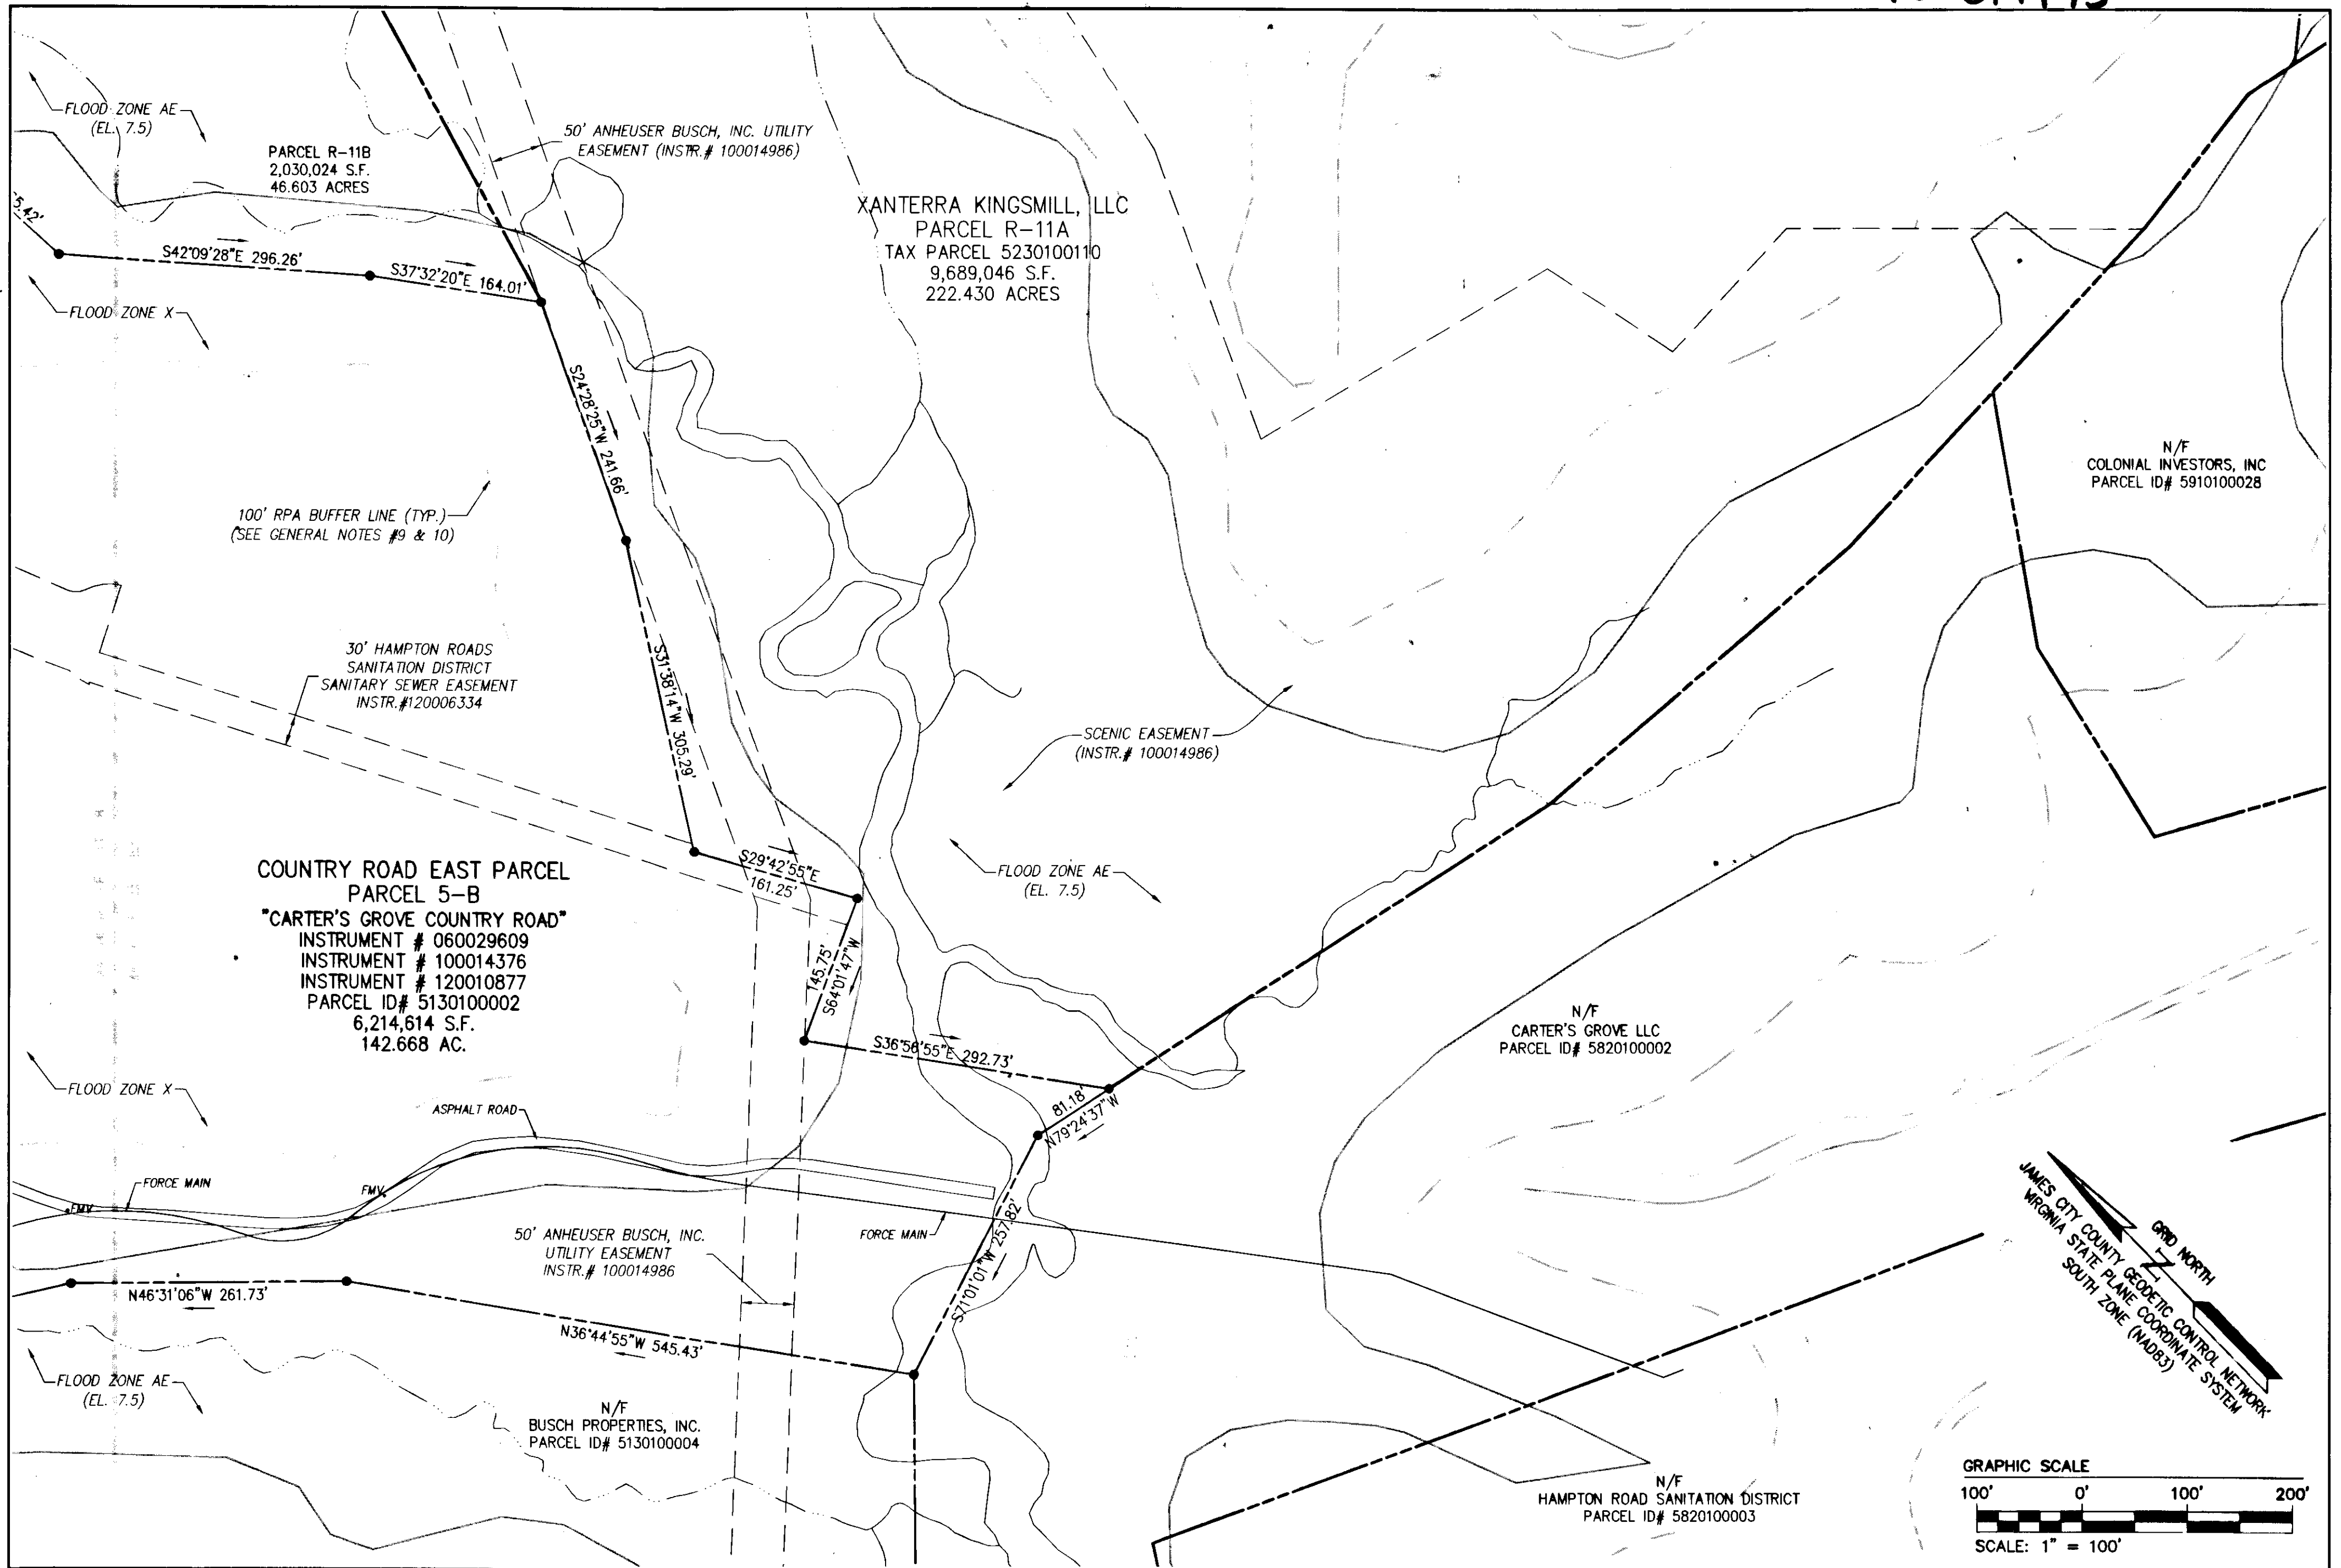 FLOOD ZONE AE
(EL. 7.5)
PARCEL R-11B
2,030,024 S.F.
46.603 ACRES
50' ANHEUSER BUSCH, INC. UTILITY
EASEMENT (INSTR.# 100014986)
XANTERRA KINGSMILL, LLC
PARCEL R-11A
TAX PARCEL 5230100110
9,689,046 S.F.
222.430 ACRES
5.42'
S42°09'28"E 296.26'
S37°32'20"E 164.01'
FLOOD ZONE X
S24°28'25"W 241.66'
N/F
COLONIAL INVESTORS, INC
PARCEL ID# 5910100028
100' RPA BUFFER LINE (TYP.)
(SEE GENERAL NOTES #9 & 10)
30' HAMPTON ROADS
SANITATION DISTRICT
SANITARY SEWER EASEMENT
INSTR.#120006334
S31°38'14"W 305.29'
SCENIC EASEMENT
(INSTR.# 100014986)
S29°42'55"E
161.25'
FLOOD ZONE AE
(EL. 7.5)
COUNTRY ROAD EAST PARCEL
PARCEL 5-B
"CARTER'S GROVE COUNTRY ROAD"
INSTRUMENT # 060029609
INSTRUMENT # 100014376
INSTRUMENT # 120010877
PARCEL ID# 5130100002
6,214,614 S.F.
142.668 AC.
145.75'
S64°01'47"W
S36°56'55"E 292.73'
N/F
CARTER'S GROVE LLC
PARCEL ID# 5820100002
FLOOD ZONE X
ASPHALT ROAD
81.18'
N79°24'37"W
FORCE MAIN
FMV
FMV
50' ANHEUSER BUSCH, INC.
UTILITY EASEMENT
INSTR.# 100014986
FORCE MAIN
S71°01'01"W 257.82'
N46°31'06"W 261.73'
N36°44'55"W 545.43'
FLOOD ZONE AE
(EL. 7.5)
N/F
BUSCH PROPERTIES, INC.
PARCEL ID# 5130100004
GRID NORTH
N
JAMES CITY COUNTY GEODETIC CONTROL NETWORK
VIRGINIA STATE PLANE COORDINATE SYSTEM
SOUTH ZONE (NAD83)
N/F
HAMPTON ROAD SANITATION DISTRICT
PARCEL ID# 5820100003
GRAPHIC SCALE
100' 0' 100' 200'
SCALE: 1" = 100'